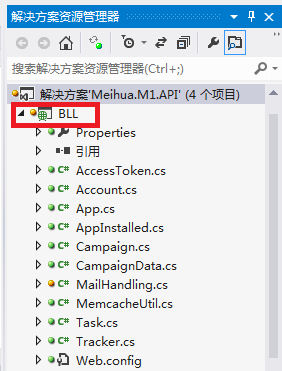 解决方案资源管理器
搜索解决方案资源管理器(Ctrl+;)
解决方案'Meihua.M1.API' (4 个项目)
BLL
Properties
引用
AccessToken.cs
Account.cs
App.cs
AppInstalled.cs
Campaign.cs
CampaignData.cs
MailHandling.cs
MemcacheUtil.cs
Task.cs
Tracker.cs
Web.config